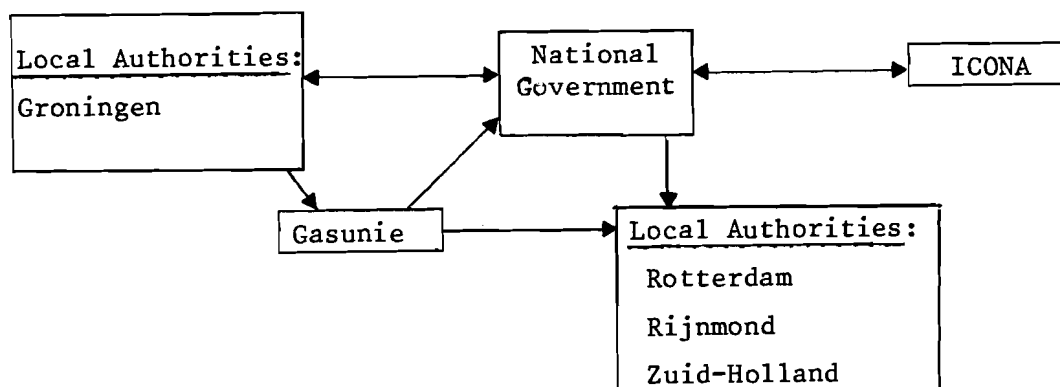 Local Authorities:
Groningen
National
Government
ICONA
Gasunie
Local Authorities:
Rotterdam
Rijnmond
Zuid-Holland